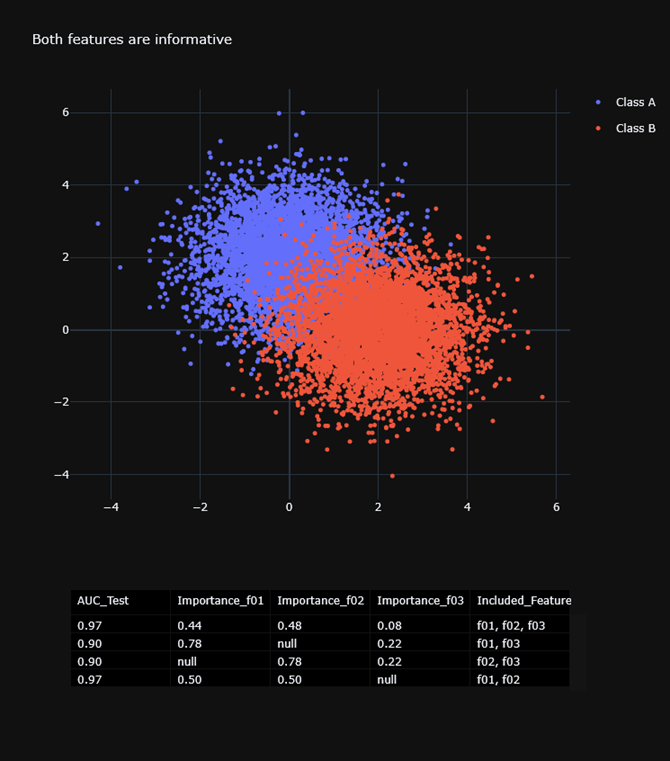 Both features are informative
Class A
Class B
6
4
2
0
−2
−4
−4 −2 0 2 4 6
AUC_Test Importance_f01 Importance_f02 Importance_f03 Included_Feature
0.97 0.44 0.48 0.08 f01, f02, f03
0.90 0.78 null 0.22 f01, f03
0.90 null 0.78 0.22 f02, f03
0.97 0.50 0.50 null f01, f02